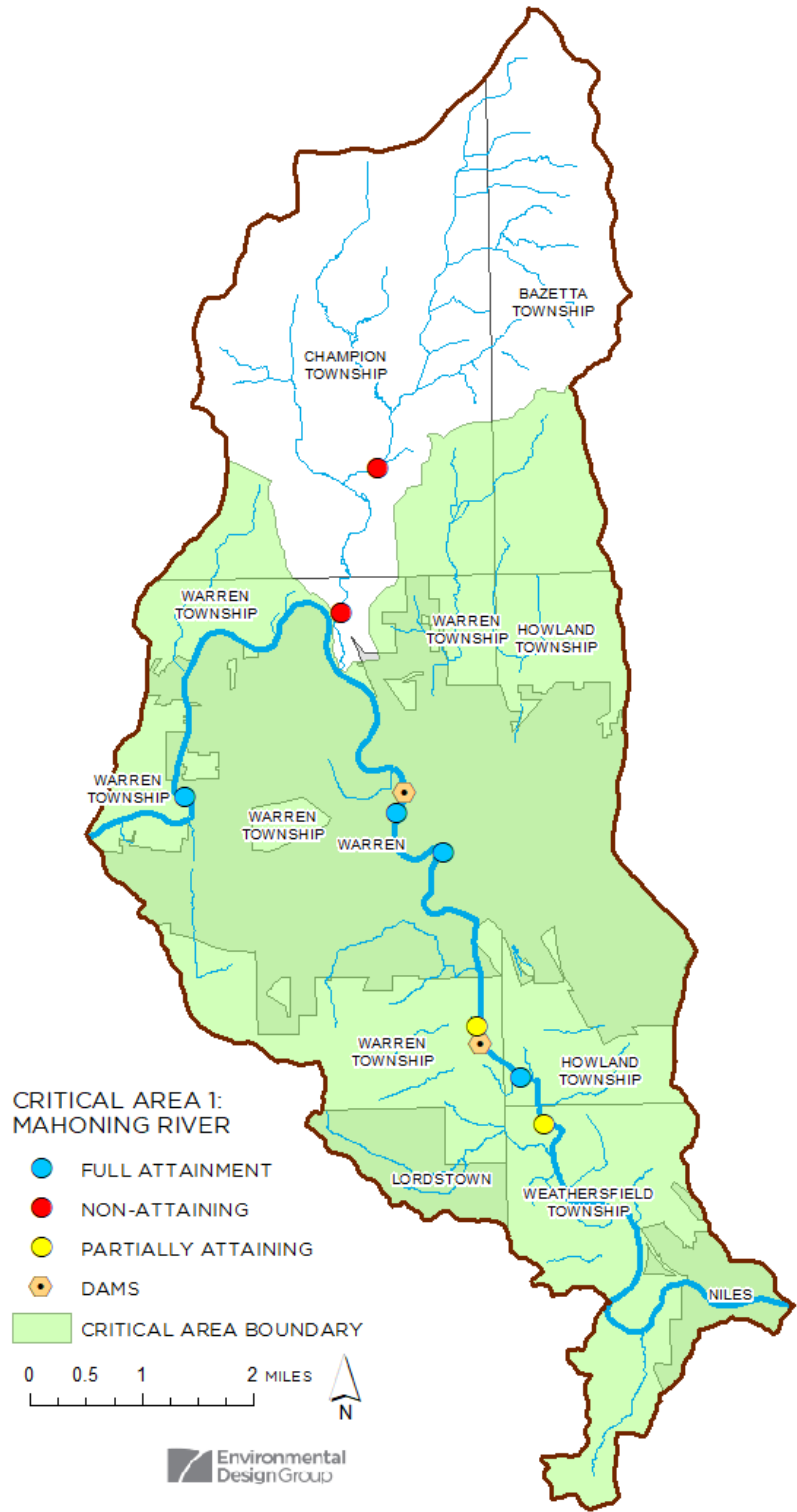 BAZETTA
TOWNSHIP
CHAMPION
TOWNSHIP
WARREN
TOWNSHIP
WARREN
TOWNSHIP
HOWLAND
TOWNSHIP
WARREN
TOWNSHIP
WARREN
TOWNSHIP
WARREN
WARREN
TOWNSHIP
HOWLAND
TOWNSHIP
LORDSTOWN
WEATHERSFIELD
TOWNSHIP
NILES
CRITICAL AREA 1:
MAHONING RIVER
FULL ATTAINMENT
NON-ATTAINING
PARTIALLY ATTAINING
DAMS
CRITICAL AREA BOUNDARY
0 0.5 1 2 MILES
N
Environmental
Design Group